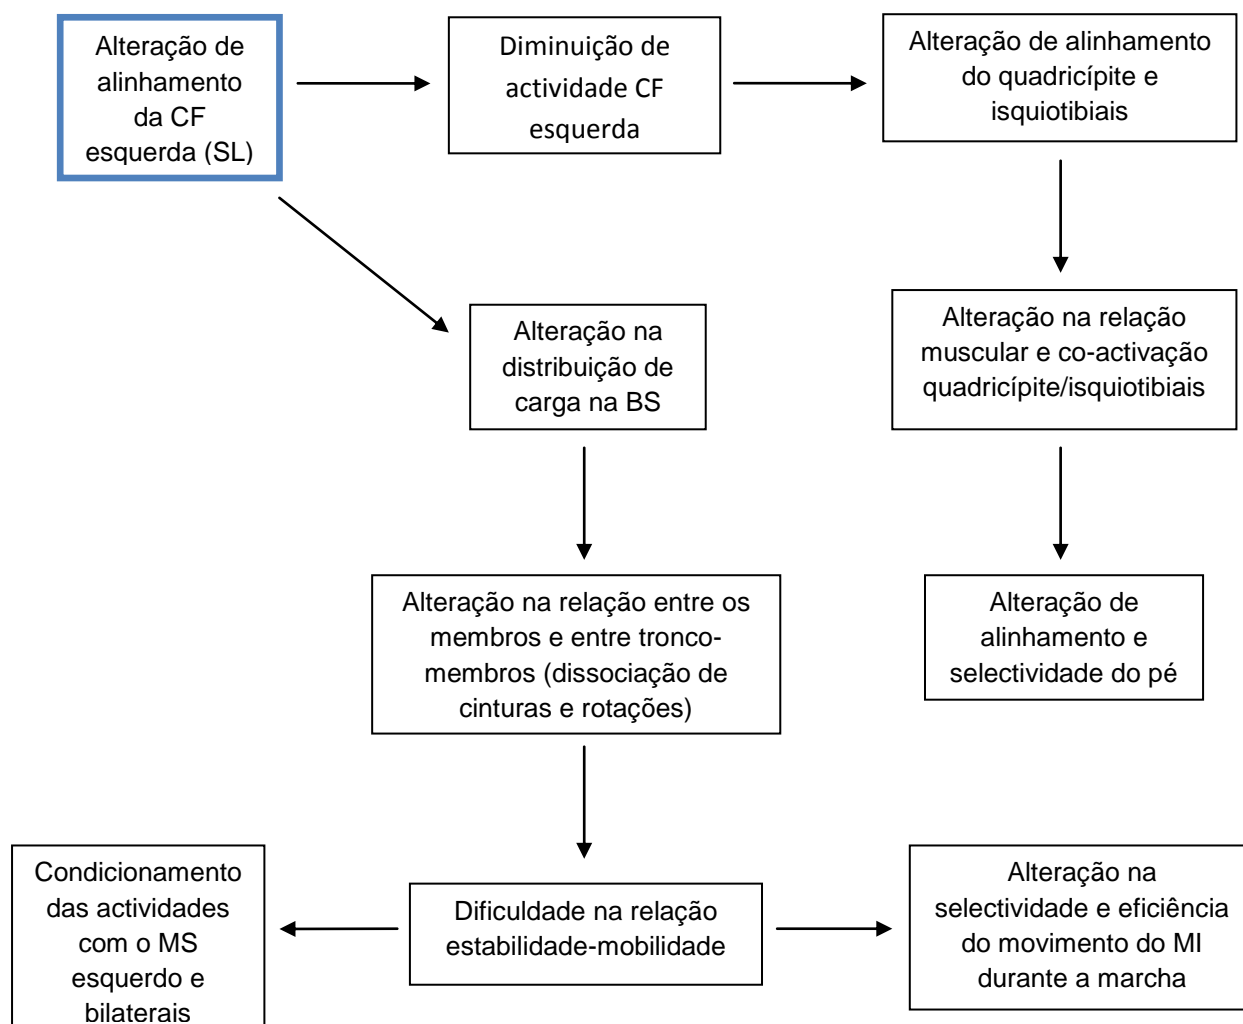 Alteração de
alinhamento
da CF
esquerda (SL)
Diminuição de
actividade CF
esquerda
Alteração de alinhamento
do quadricípite e
isquiotibiais
Alteração na
distribuição de
carga na BS
Alteração na relação
muscular e co-activação
quadricípite/isquiotibiais
Alteração na relação entre os
membros e entre tronco-
membros (dissociação de
cinturas e rotações)
Alteração de
alinhamento e
selectividade do pé
Condicionamento
das actividades
com o MS
esquerdo e
bilaterais
Dificuldade na relação
estabilidade-mobilidade
Alteração na
selectividade e eficiência
do movimento do MI
durante a marcha